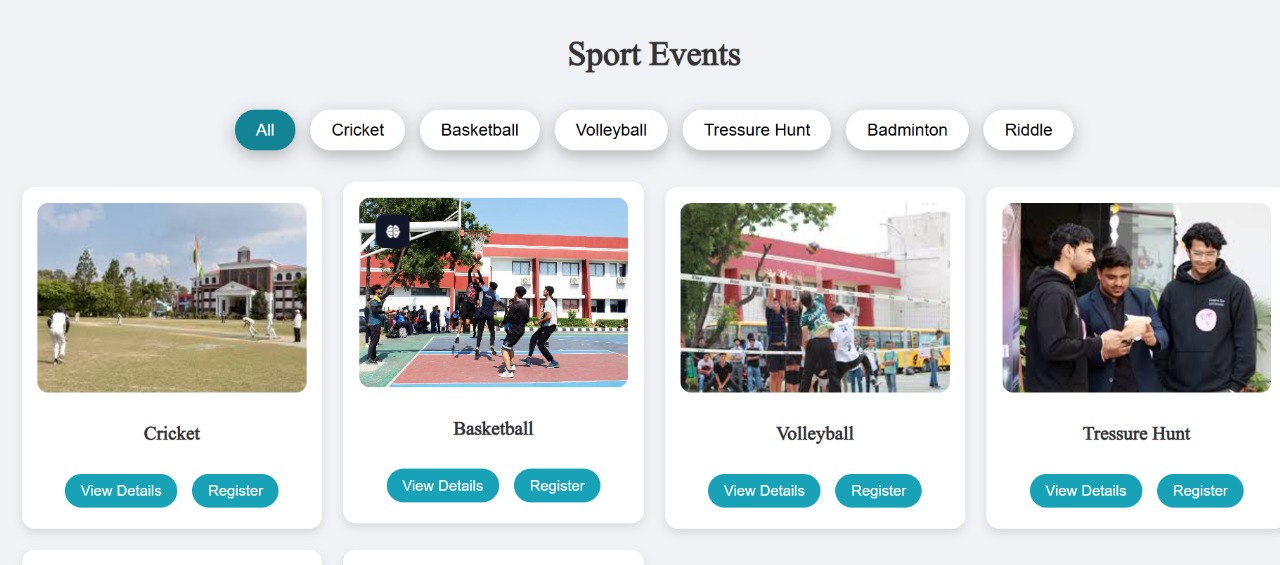 Sport Events
All
Cricket
Basketball
Volleyball
Tressure Hunt
Badminton
Riddle
Cricket
Basketball
Volleyball
Tressure Hunt
View Details
Register
View Details
Register
View Details
Register
View Details
Register